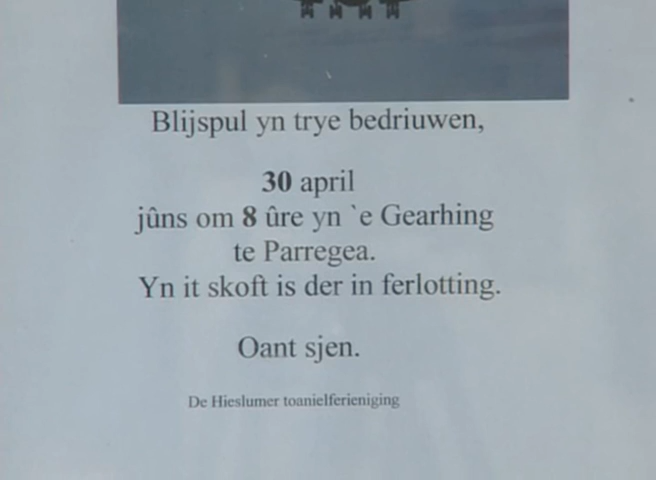 Blijspul yn trye bedriuwen,
30 april
jûns om 8 ûre yn `e Gearhing
te Parregea.
Yn it skoft is der in ferlotting.
Oant sjen.
De Hieslumer toanielferieniging